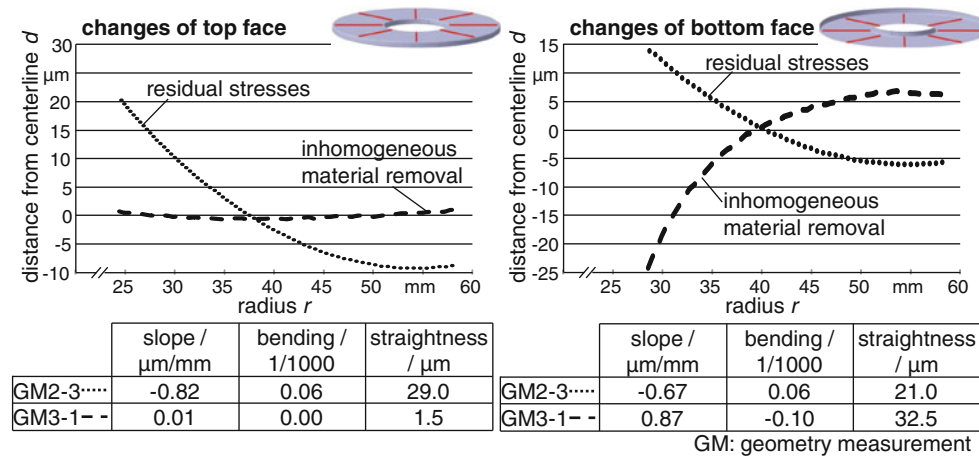 changes of top face
distance from centerline d
30
µm
20
15
10
5
0
-5
-10
residual stresses
inhomogeneous
material removal
25 30 35 40 45 50 mm 60
radius r
slope / µm/mm bending / 1/1000 straightness / µm
GM2-3 -0.82 0.06 29.0
GM3-1 0.01 0.00 1.5
changes of bottom face
distance from centerline d
15
µm
5
0
-5
-10
-15
-20
-25
residual stresses
inhomogeneous
material removal
25 30 35 40 45 50 mm 60
radius r
slope / µm/mm bending / 1/1000 straightness / µm
GM2-3 -0.67 0.06 21.0
GM3-1 0.87 -0.10 32.5
GM: geometry measurement